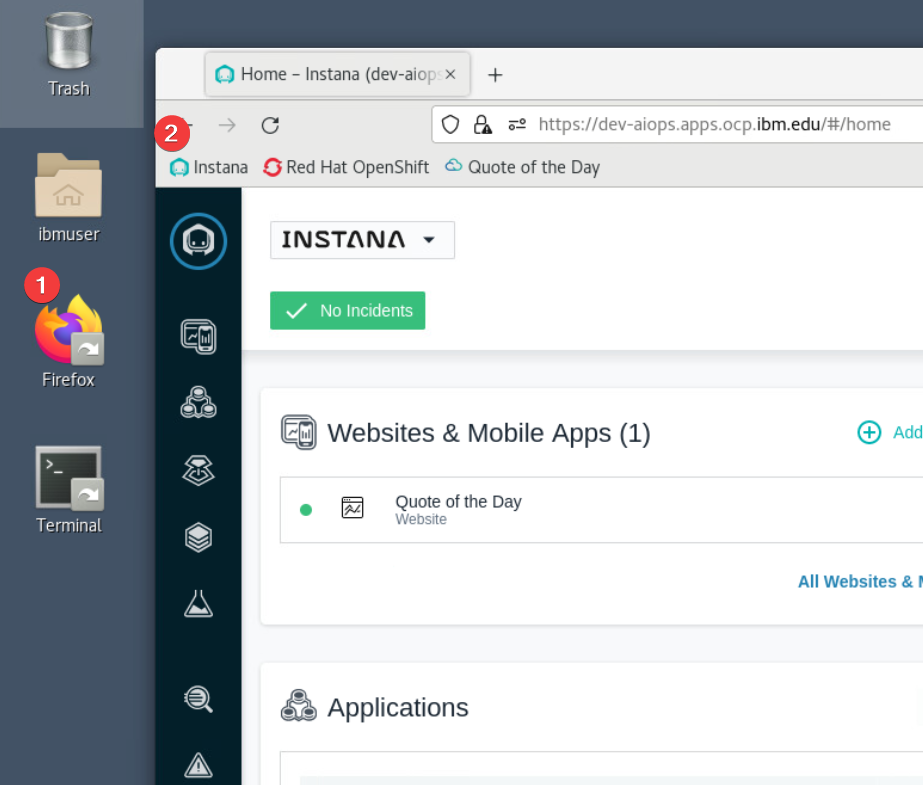 Trash
ibmuser
1
Firefox
>_
Terminal
Home – Instana (dev-aiops
2
https://dev-aiops.apps.ocp.ibm.edu/#/home
Instana Red Hat OpenShift Quote of the Day
INSTANA
No Incidents
Websites & Mobile Apps (1) Add
Quote of the Day
Website
All Websites &
Applications